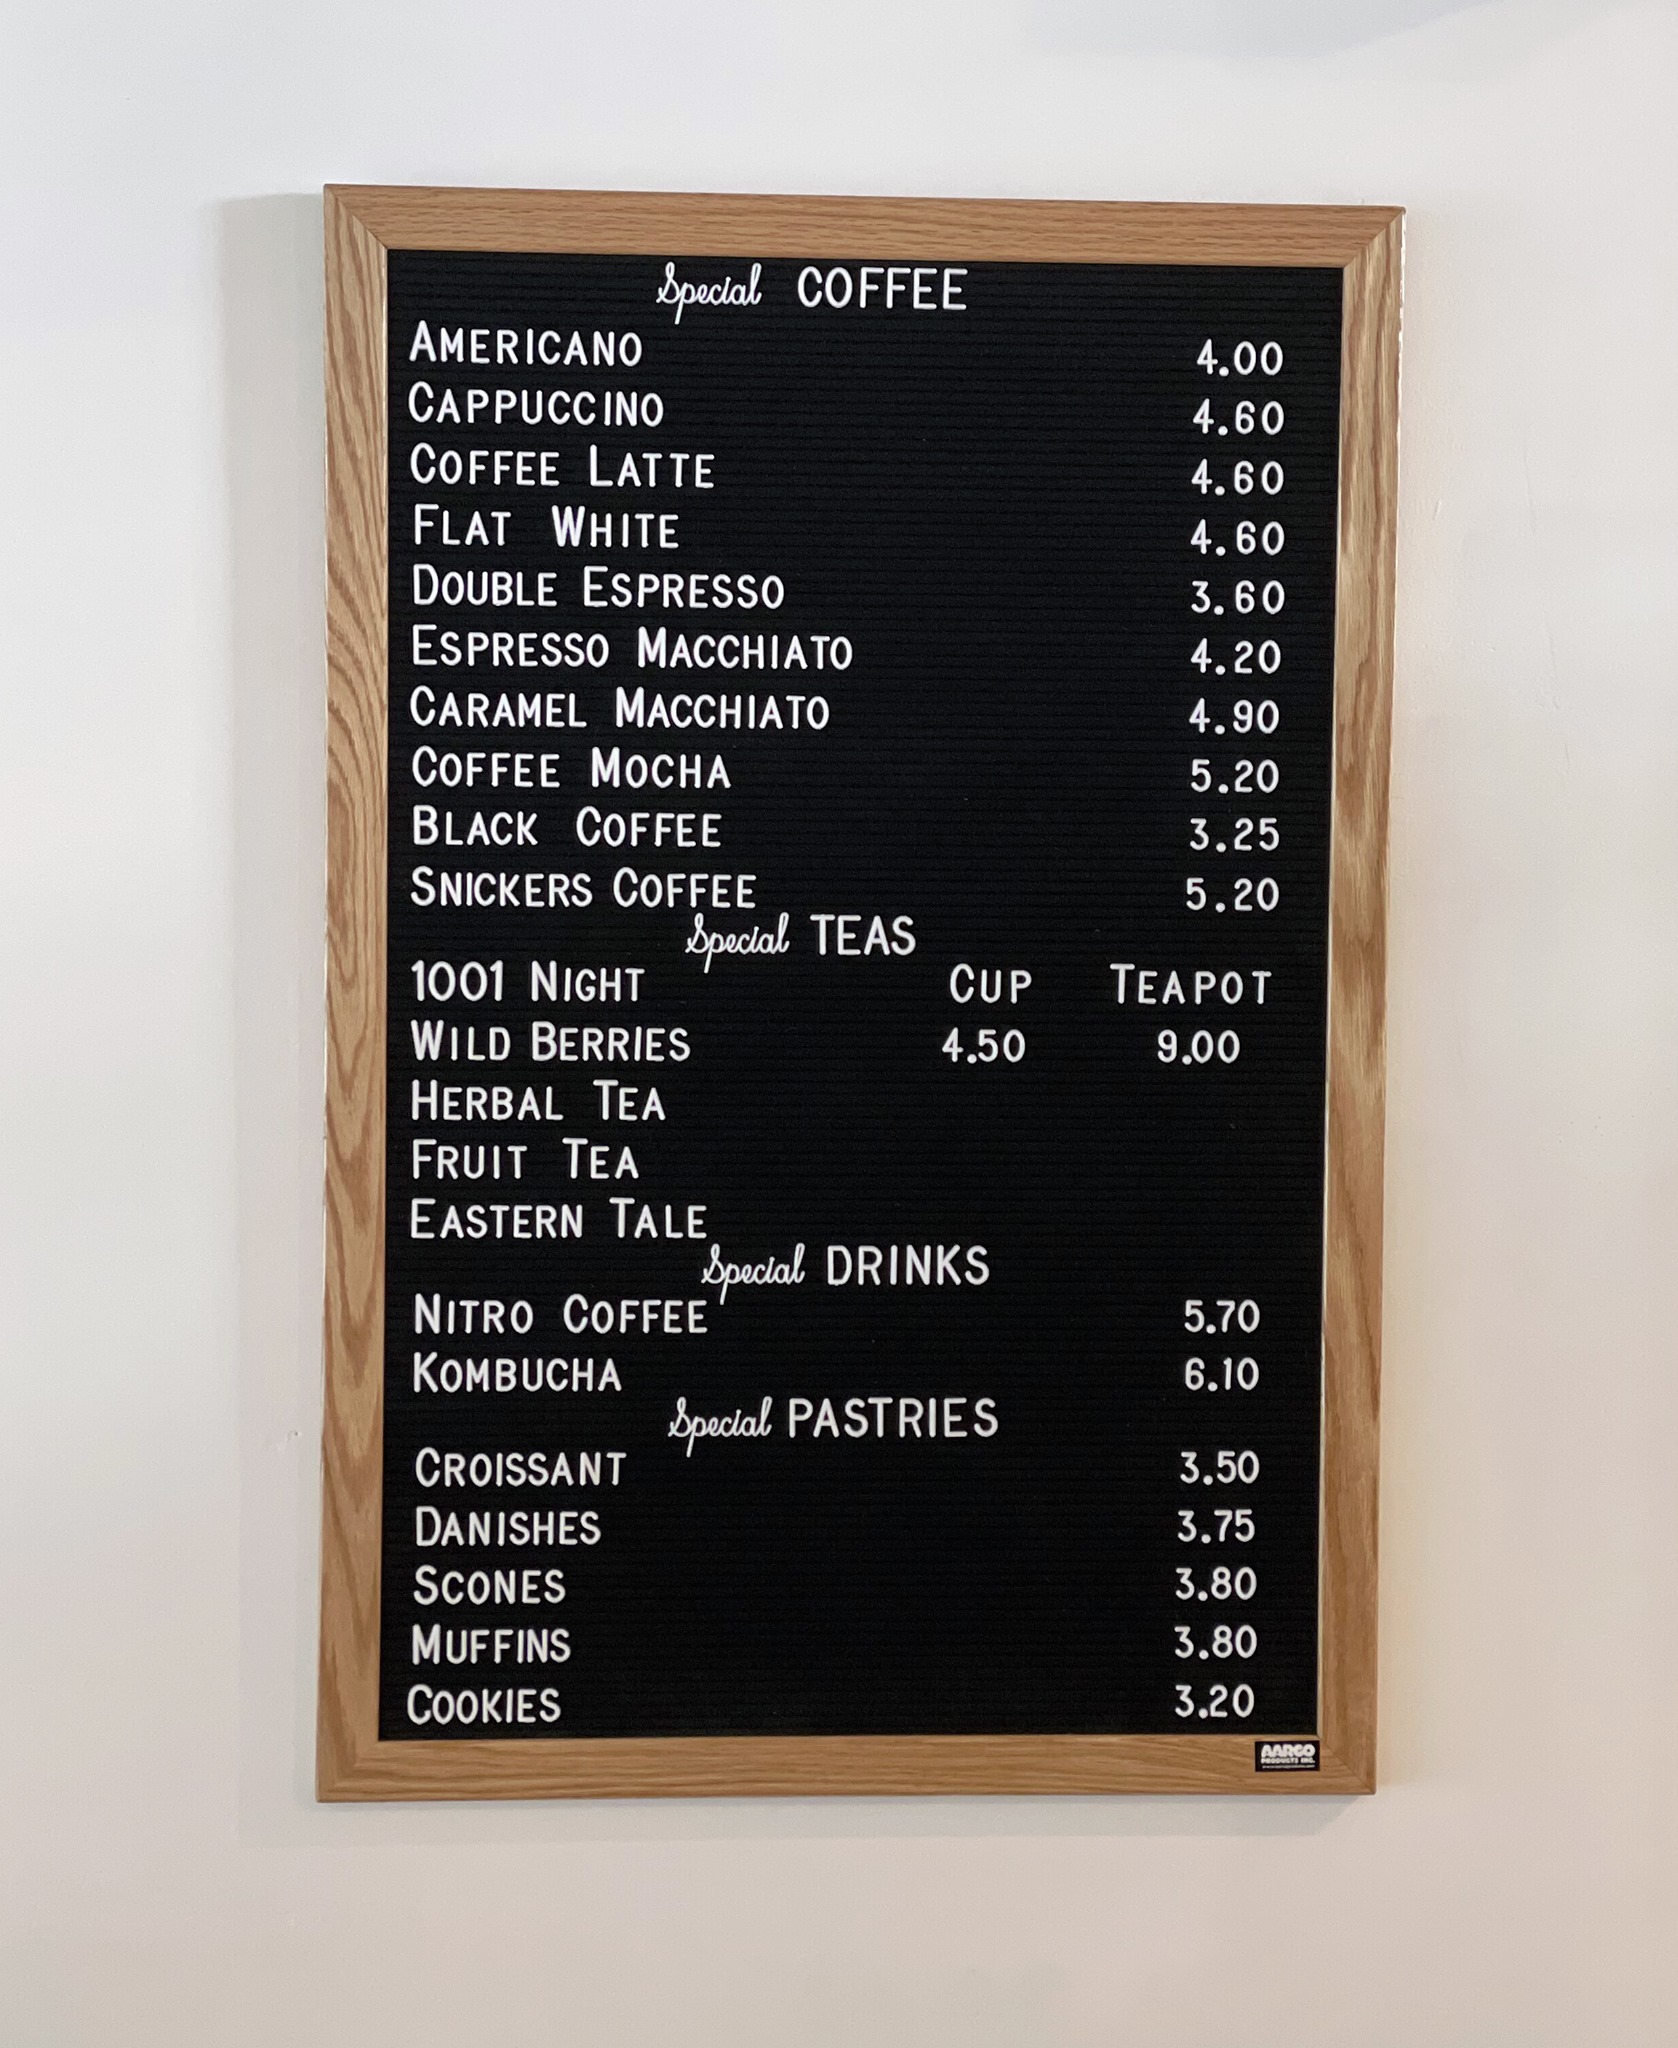 Special COFFEE
AMERICANO 4.00
CAPPUCCINO 4.60
COFFEE LATTE 4.60
FLAT WHITE 4.60
DOUBLE ESPRESSO 3.60
ESPRESSO MACCHIATO 4.20
CARAMEL MACCHIATO 4.90
COFFEE MOCHA 5.20
BLACK COFFEE 3.25
SNICKERS COFFEE 5.20
Special TEAS
1001 NIGHT CUP TEAPOT
WILD BERRIES 4.50 9.00
HERBAL TEA
FRUIT TEA
EASTERN TALE
Special DRINKS
NITRO COFFEE 5.70
KOMBUCHA 6.10
Special PASTRIES
CROISSANT 3.50
DANISHES 3.75
SCONES 3.80
MUFFINS 3.80
COOKIES 3.20
AARCO
PRODUCTS INC.